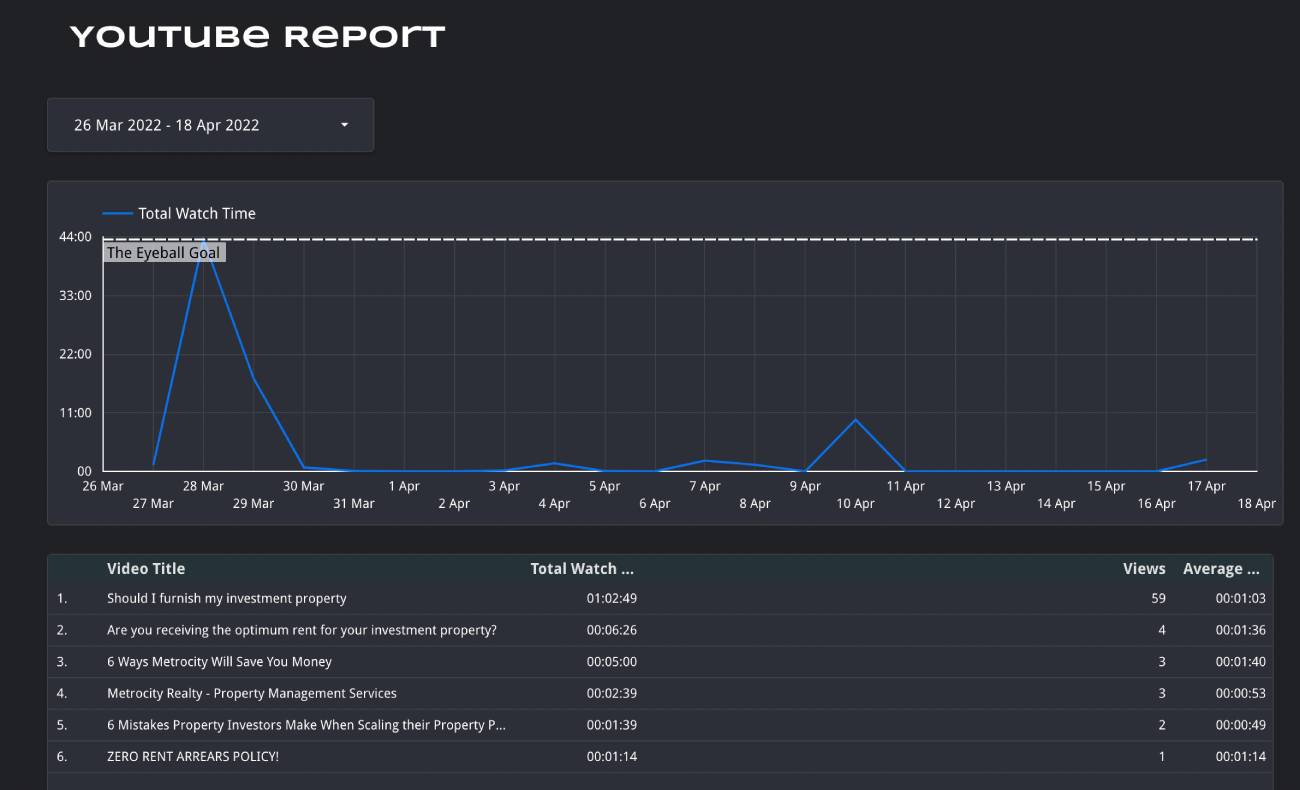 YouTube Report
26 Mar 2022 - 18 Apr 2022
Total Watch Time
44:00
The Eyeball Goal
33:00
22:00
11:00
00
26 Mar 28 Mar 30 Mar 1 Apr 3 Apr 5 Apr 7 Apr 9 Apr 11 Apr 13 Apr 15 Apr 17 Apr
27 Mar 29 Mar 31 Mar 2 Apr 4 Apr 6 Apr 8 Apr 10 Apr 12 Apr 14 Apr 16 Apr 18 Apr
Video Title Total Watch ... Views Average ...
1. Should I furnish my investment property 01:02:49 59 00:01:03
2. Are you receiving the optimum rent for your investment property? 00:06:26 4 00:01:36
3. 6 Ways Metrocity Will Save You Money 00:05:00 3 00:01:40
4. Metrocity Realty - Property Management Services 00:02:39 3 00:00:53
5. 6 Mistakes Property Investors Make When Scaling their Property P... 00:01:39 2 00:00:49
6. ZERO RENT ARREARS POLICY! 00:01:14 1 00:01:14